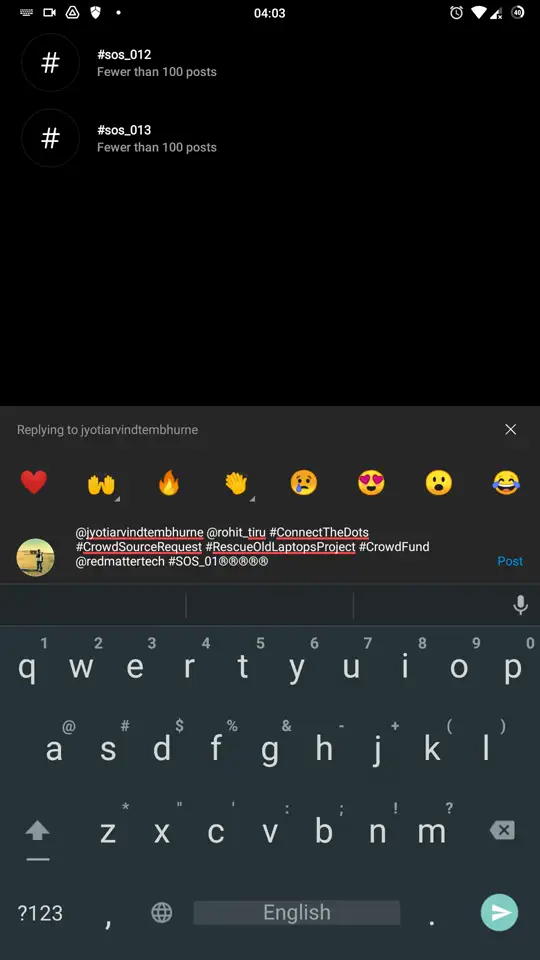 04:03
40
#
#sos_012
Fewer than 100 posts
#
#sos_013
Fewer than 100 posts
Replying to jyotiarvindtembhurne
@jyotiarvindtembhurne @rohit_tiru #ConnectTheDots
#CrowdSourceRequest #RescueOldLaptopsProject #CrowdFund
@redmattertech #SOS_01®®®®®
Post
1 2 3 4 5 6 7 8 9 0
q w e r t y u i o p
@ # $ % & - + ( )
a s d f g h j k l
* " ' : ; ! ?
z x c v b n m
?123 , English .